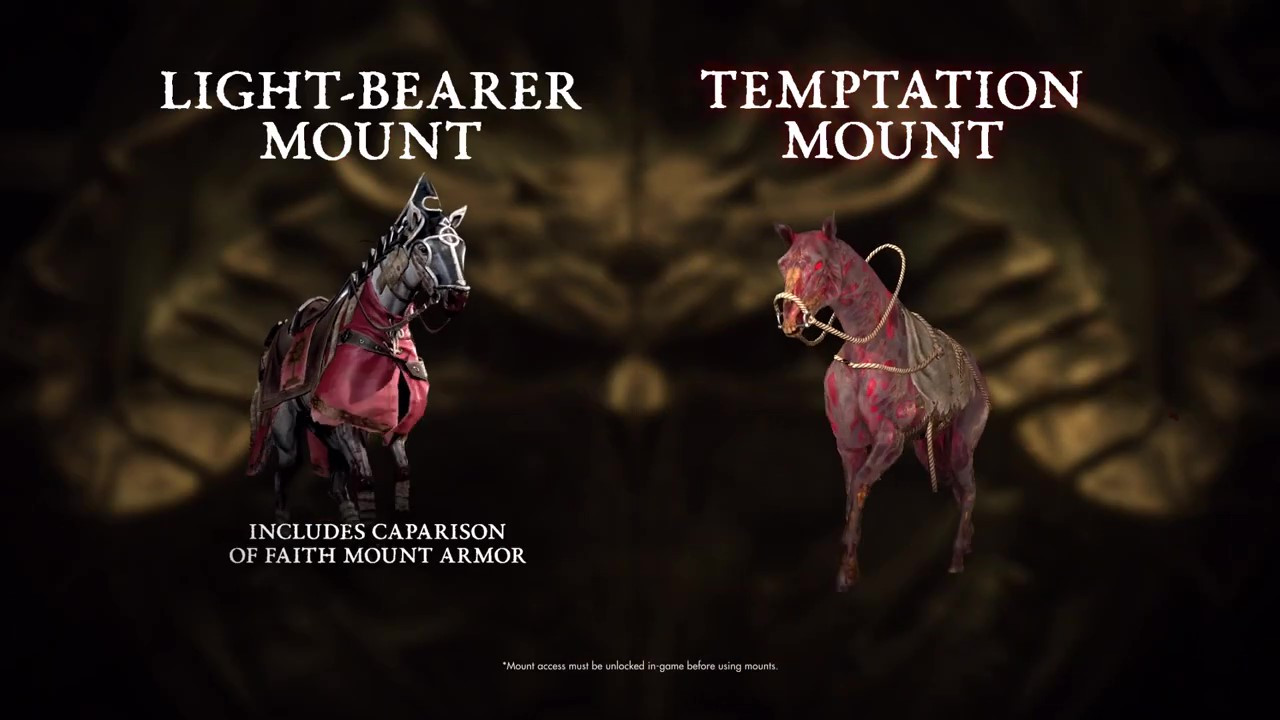 LIGHT-BEARER
MOUNT
INCLUDES CAPARISON
OF FAITH MOUNT ARMOR
TEMPTATION
MOUNT
*Mount access must be unlocked in-game before using mounts.